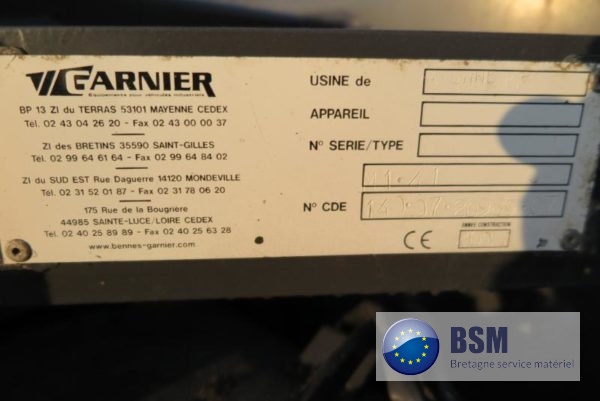 GARNIER
Equipements pour véhicules industriels
BP 13 ZI du TERRAS 53101 MAYENNE CEDEX
Tél. 02 43 04 26 20 - Fax 02 43 00 00 37
ZI des BRETINS 35590 SAINT-GILLES
Tél. 02 99 64 61 64 - Fax 02 99 64 84 02
ZI du SUD EST Rue Daguerre 14120 MONDEVILLE
Tél. 02 31 52 01 87 - Fax 02 31 78 06 20
175 Rue de la Bougrière
44985 SAINTE-LUCE/LOIRE CEDEX
Tél. 02 40 25 89 89 - Fax 02 40 25 63 28
www.bennes-garnier.com
USINE de
APPAREIL
N° SERIE/TYPE
N° CDE
ANNEE CONSTRUCTION
CE
BSM
Bretagne service matériel